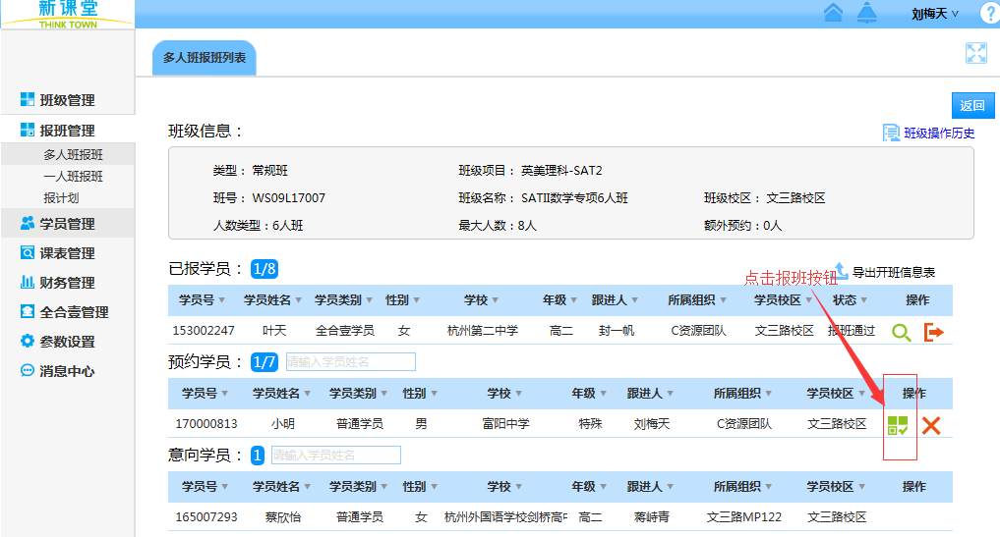 新课堂
THINK TOWN
刘梅天 ∨
?
多人班报班列表
返回
班级管理
报班管理
多人班报班
一人班报班
报计划
学员管理
课表管理
财务管理
全合壹管理
参数设置
消息中心
班级信息：
班级操作历史
类型： 常规班 班级项目： 英美理科-SAT2
班号： WS09L17007 班级名称： SATII数学专项6人班 班级校区： 文三路校区
人数类型：6人班 最大人数：8人 额外预约：0人
已报学员： 1/8 点击报班按钮 导出开班信息表
学员号 学员姓名 学员类别 性别 学校 年级 跟进人 所属组织 学员校区 状态 操作
153002247 叶天 全合壹学员 女 杭州第二中学 高二 封一帆 C资源团队 文三路校区 报班通过
预约学员： 1/7 请输入学员姓名
学员号 学员姓名 学员类别 性别 学校 年级 跟进人 所属组织 学员校区 操作
170000813 小明 普通学员 男 富阳中学 特殊 刘梅天 C资源团队 文三路校区
意向学员： 1 请输入学员姓名
学员号 学员姓名 学员类别 性别 学校 年级 跟进人 所属组织 学员校区 操作
165007293 蔡欣怡 普通学员 女 杭州外国语学校剑桥高中 高二 蒋峙青 文三路MP122 文三路校区